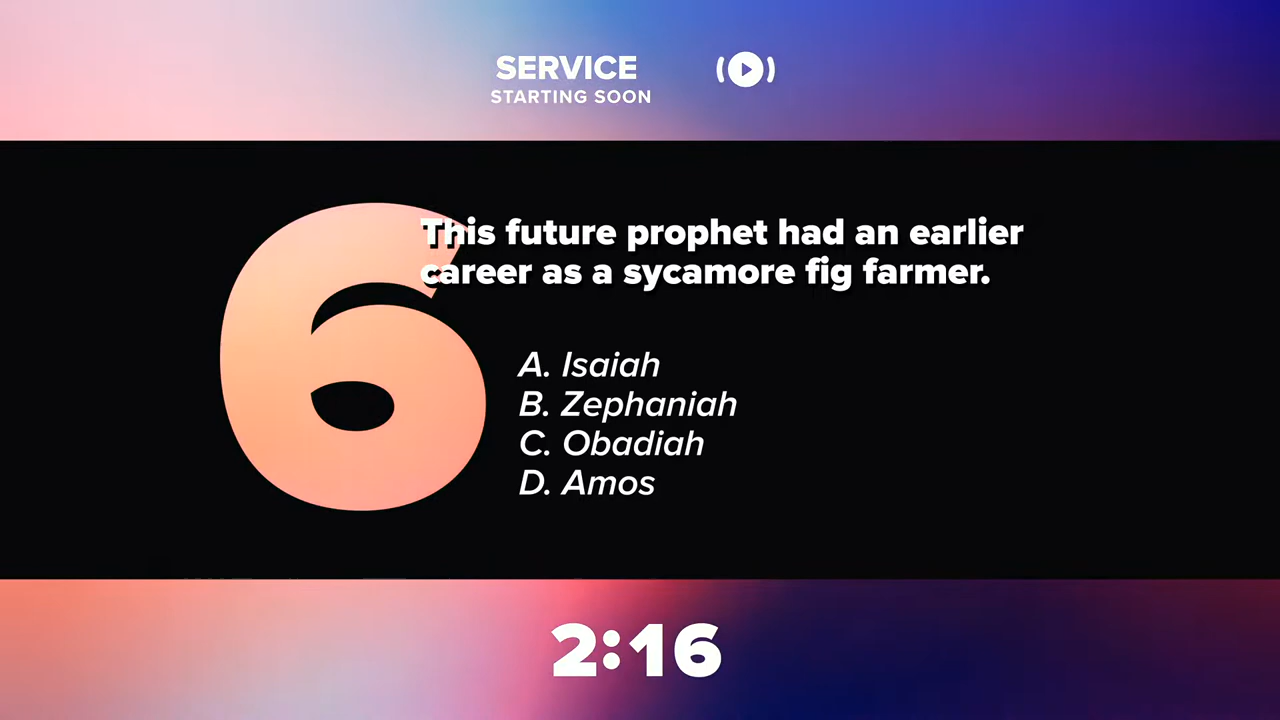 SERVICE
STARTING SOON
6
This future prophet had an earlier
career as a sycamore fig farmer.
A. Isaiah
B. Zephaniah
C. Obadiah
D. Amos
2:16